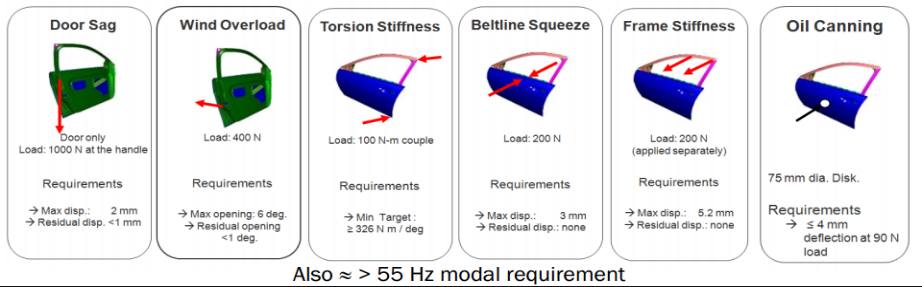 Door Sag
Door only
Load: 1000 N at the handle
Requirements
→ Max disp.: 2 mm
→ Residual disp. <1 mm
Wind Overload
Load: 400 N
Requirements
→ Max opening: 6 deg.
→ Residual opening
<1 deg.
Torsion Stiffness
Load: 100 N-m couple
Requirements
→ Min Target :
≥ 326 N m / deg
Beltline Squeeze
Load: 200 N
Requirements
→ Max disp.: 3 mm
→ Residual disp.: none
Frame Stiffness
Load: 200 N
(applied separately)
Requirements
→ Max disp.: 5.2 mm
→ Residual disp.: none
Oil Canning
75 mm dia. Disk.
Requirements
→ ≤ 4 mm
deflection at 90 N
load
Also ≈ > 55 Hz modal requirement